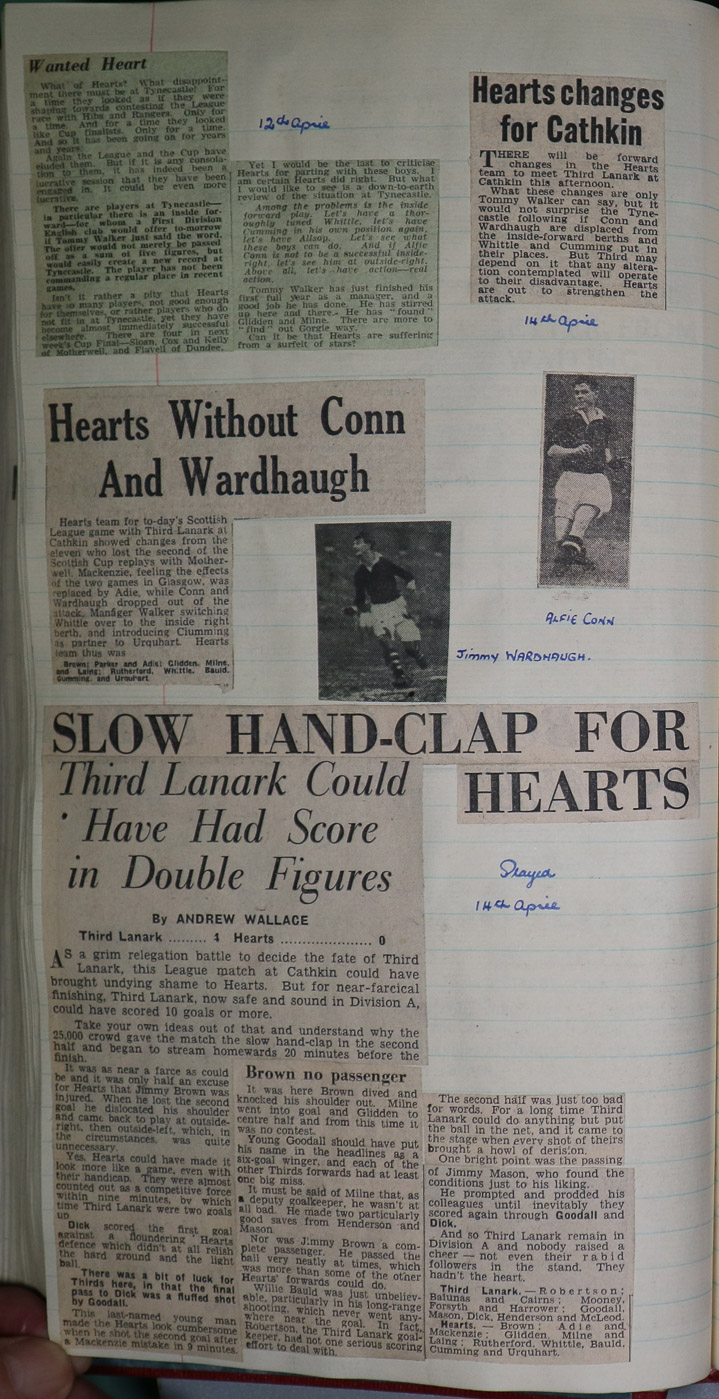 Wanted Heart
What of Hearts? What disappoint-
ment there must be at Tynecastle! For
a time they looked as if they were
shaping towards contesting the League
race with Hibs and Rangers. Only for
a time. And for a time they looked
like Cup finalists. Only for a time.
And so it has been going on for years
and years.
Again the League and the Cup have
eluded them. But if it is any consola-
tion to them, it has indeed been a
lucrative session that they have been
engaged in. It could be even more
lucrative.
There are players at Tynecastle—
in particular there is an inside for-
ward—for whom a First Division
English club would offer to-morrow
if Tommy Walker just said the word.
The offer would not merely be passed
off as a sum of five figures, but
would easily create a new record at
Tynecastle. The player has not been
commanding a regular place in recent
games.
Isn't it rather a pity that Hearts
have so many players, not good enough
for themselves, or rather players who do
not fit in at Tynecastle, yet they have
become almost immediately successful
elsewhere. There are four in next
week's Cup Final—Sloan, Cox and Kelly
of Motherwell, and Flavell of Dundee.
12th April
Yet I would be the last to criticise
Hearts for parting with these boys. I
am certain Hearts did right. But what
I would like to see is a down-to-earth
review of the situation at Tynecastle.
Among the problems is the inside
forward play. Let's have a thor-
oughly tuned Whittle, let's have
Cumming in his own position again,
let's have Allsop. Let's see what
these boys can do. And if Alfie
Conn is not to be a successful inside-
right, let's see him at outside-right.
Above all, let's have action—real
action.
Tommy Walker has just finished his
first full year as a manager, and a
good job he has done. He has stirred
up here and there. He has "found"
Glidden and Milne. There are more to
"find" out Gorgie way.
Can it be that Hearts are suffering
from a surfeit of stars?
Hearts changes
for Cathkin
THERE will be forward
changes in the Hearts
team to meet Third Lanark at
Cathkin this afternoon.
What changes are only
Tommy Walker can say, but it
would not surprise the Tyne-
castle following if Conn and
Wardhaugh are displaced from
the inside-forward berths and
Whittle and Cumming put in
their places. But Third may
depend on it that any altera-
tion contemplated will operate
to their disadvantage. Hearts
are out to strengthen the
attack.
14th April
Hearts Without Conn
And Wardhaugh
Hearts team for to-day's Scottish
League game with Third Lanark at
Cathkin showed changes from the
eleven who lost the second of the
Scottish Cup replays with Mother-
well. Mackenzie, feeling the effects
of the two games in Glasgow, was
replaced by Adie, while Conn and
Wardhaugh dropped out of the
attack, Manager Walker switching
Whittle over to the inside right
berth, and introducing Ciumming
as partner to Urquhart. Hearts
team thus was
Brown; Parker and Adie; Glidden, Milne,
and Laing; Rutherford, Whittle, Bauld,
Cumming, and Urquhart.
ALFIE CONN
Jimmy WARDHAUGH.
SLOW HAND-CLAP FOR
HEARTS
Third Lanark Could
Have Had Score
in Double Figures
Played
14th April
By ANDREW WALLACE
Third Lanark ......... 4 Hearts ...................... 0
AS a grim relegation battle to decide the fate of Third
Lanark, this League match at Cathkin could have
brought undying shame to Hearts. But for near-farcical
finishing, Third Lanark, now safe and sound in Division A,
could have scored 10 goals or more.
Take your own ideas out of that and understand why the
25,000 crowd gave the match the slow hand-clap in the second
half and began to stream homewards 20 minutes before the
finish.
It was as near a farce as could
be and it was only half an excuse
for Hearts that Jimmy Brown was
injured. When he lost the second
goal he dislocated his shoulder
and came back to play at outside-
right, then outside-left, which, in
the circumstances, was quite
unnecessary.
Yes, Hearts could have made it
look more like a game, even with
their handicap. They were almost
counted out as a competitive force
within nine minutes, by which
time Third Lanark were two goals
up.
Dick scored the first goal
against a floundering Hearts
defence which didn't at all relish
the hard ground and the light
ball.
There was a bit of luck for
Thirds here, in that the final
pass to Dick was a fluffed shot
by Goodall.
This last-named young man
made the Hearts look cumbersome
when he shot the second goal after
a Mackenzie mistake in 9 minutes.
Brown no passenger
It was here Brown dived and
knocked his shoulder out. Milne
went into goal and Glidden to
centre half and from this time it
was no contest.
Young Goodall should have put
his name in the headlines as a
six-goal winner, and each of the
other Thirds forwards had at least
one big miss.
It must be said of Milne that, as
a deputy goalkeeper, he wasn't at
all bad. He made two particularly
good saves from Henderson and
Mason.
Nor was Jimmy Brown a com-
plete passenger. He passed the
ball very neatly at times, which
was more than some of the other
Hearts' forwards could do.
Willie Bauld was just unbeliev-
able, particularly in his long-range
shooting, which never went any-
where near the goal. In fact,
Robertson, the Third Lanark goal-
keeper, had not one serious scoring
effort to deal with.
The second half was just too bad
for words. For a long time Third
Lanark could do anything but put
the ball in the net, and it came to
the stage when every shot of theirs
brought a howl of derision.
One bright point was the passing
of Jimmy Mason, who found the
conditions just to his liking.
He prompted and prodded his
colleagues until inevitably they
scored again through Goodall and
Dick.
And so Third Lanark remain in
Division A and nobody raised a
cheer — not even their rabid
followers in the stand. They
hadn't the heart.
Third Lanark. — Robertson;
Balunas and Cairns; Mooney,
Forsyth and Harrower; Goodall,
Mason, Dick, Henderson and McLeod.
Hearts. — Brown; Adie and
Mackenzie; Glidden, Milne and
Laing; Rutherford, Whittle, Bauld,
Cumming and Urquhart.